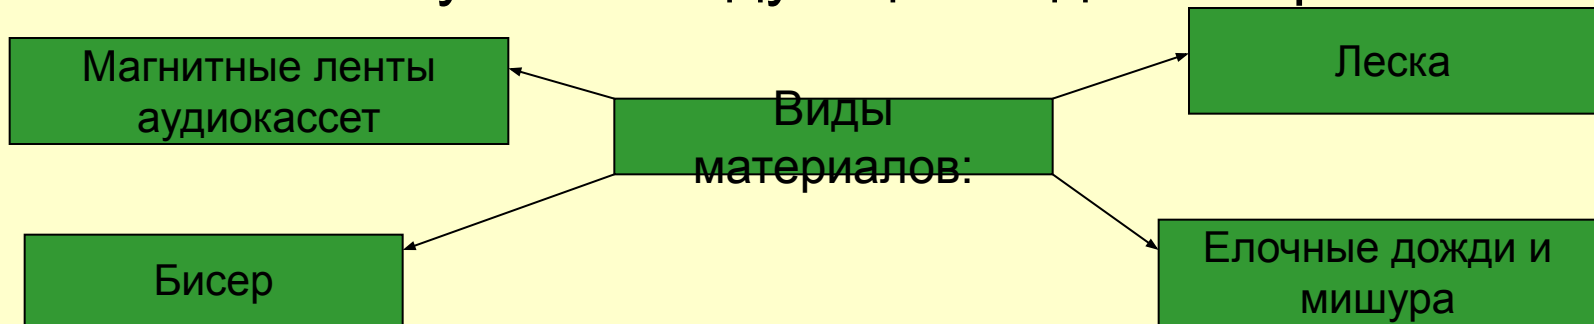 Магнитные ленты
аудиокассет
Виды
материалов:
Леска
Бисер
Елочные дожди и
мишура